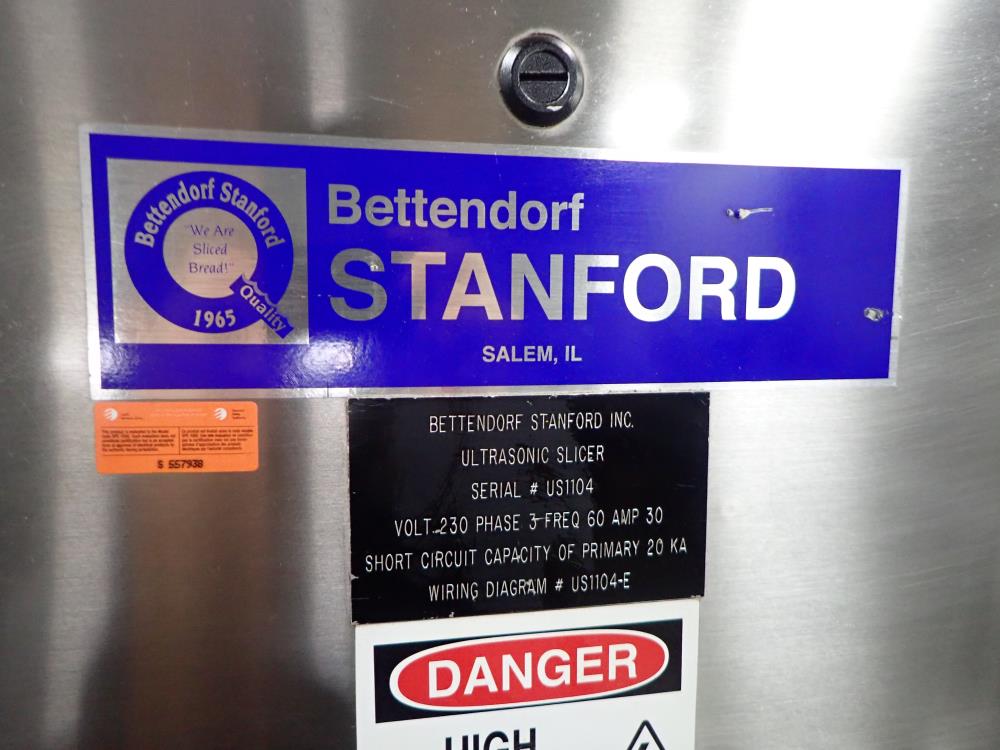 Bettendorf Stanford
"We Are
Sliced
Bread!"
Quality
1965
Bettendorf
STANFORD
SALEM, IL
S 557938
BETTENDORF STANFORD INC.
ULTRASONIC SLICER
SERIAL # US1104
VOLT 230 PHASE 3 FREQ 60 AMP 30
SHORT CIRCUIT CAPACITY OF PRIMARY 20 KA
WIRING DIAGRAM # US1104-E
DANGER
HIGH